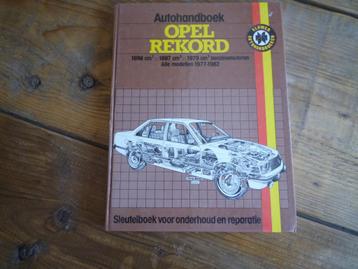 Autohandboek
OPEL
REKORD
1698 cm³ - 1897 cm³ - 1979 cm³ benzinemotoren
Alle modellen 1977-1982
Sleutelboek voor onderhoud en reparatie